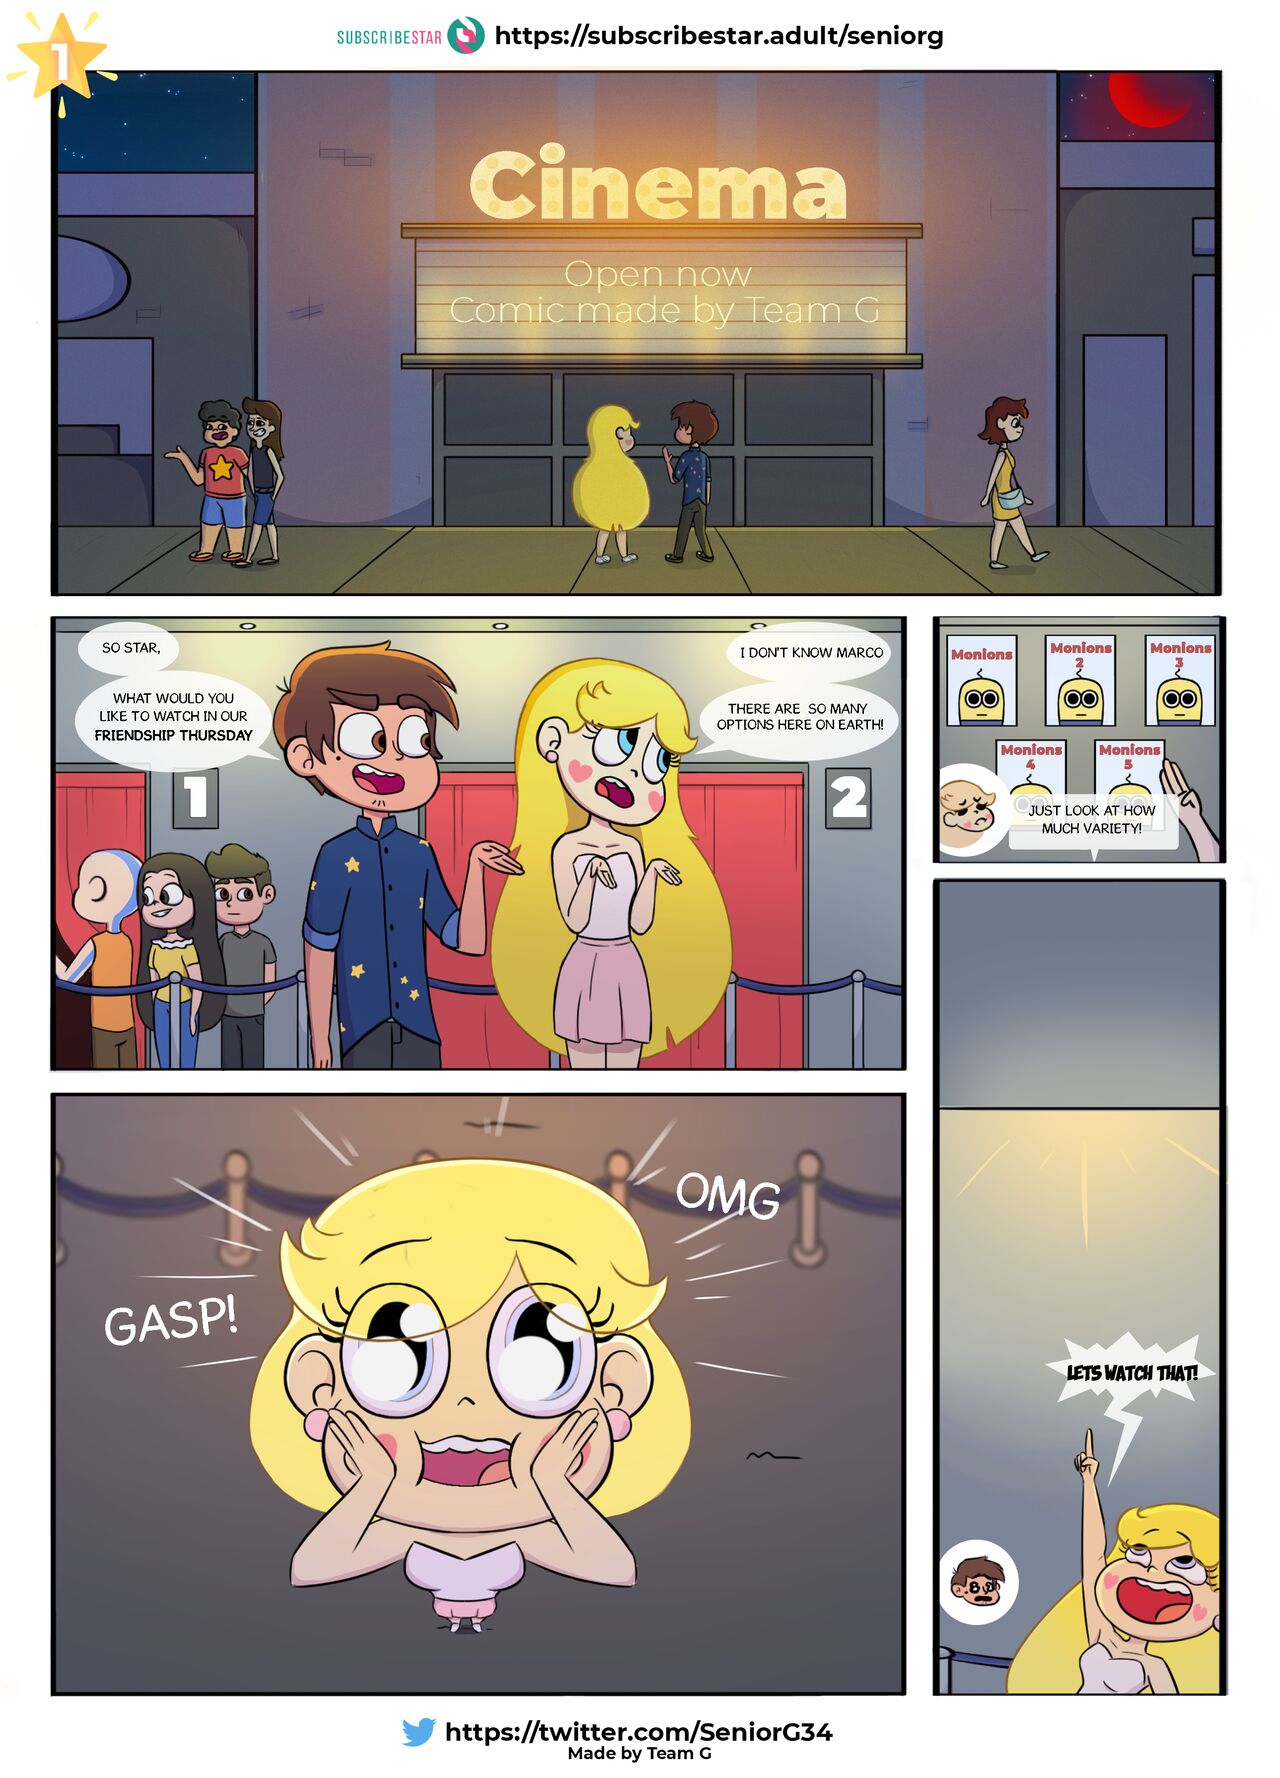 1
SUBSCRIBESTAR https://subscribestar.adult/seniorg
Cinema
Open now
Comic made by Team G
SO STAR,
WHAT WOULD YOU
LIKE TO WATCH IN OUR
FRIENDSHIP THURSDAY
I DON'T KNOW MARCO
THERE ARE SO MANY
OPTIONS HERE ON EARTH!
1
2
Monions
Monions
2
Monions
3
Monions
4
Monions
5
JUST LOOK AT HOW
MUCH VARIETY!
GASP!
OMG
LETS WATCH THAT!
https://twitter.com/SeniorG34
Made by Team G